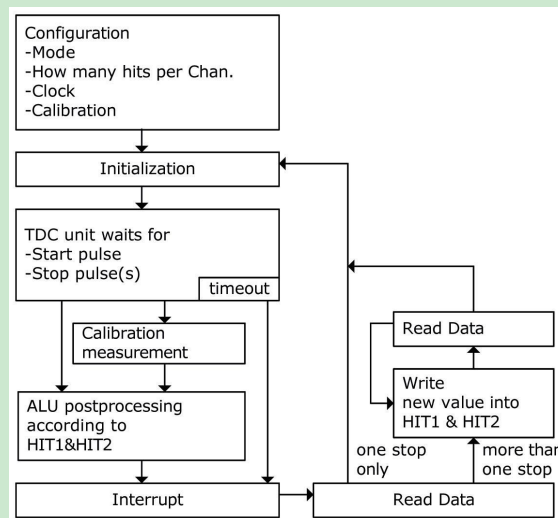 Configuration
-Mode
-How many hits per Chan.
-Clock
-Calibration
Initialization
TDC unit waits for
-Start pulse
-Stop pulse(s)
timeout
Calibration
measurement
ALU postprocessing
according to
HIT1&HIT2
Interrupt
Read Data
Write
new value into
HIT1 & HIT2
one stop
only
more than
one stop
Read Data